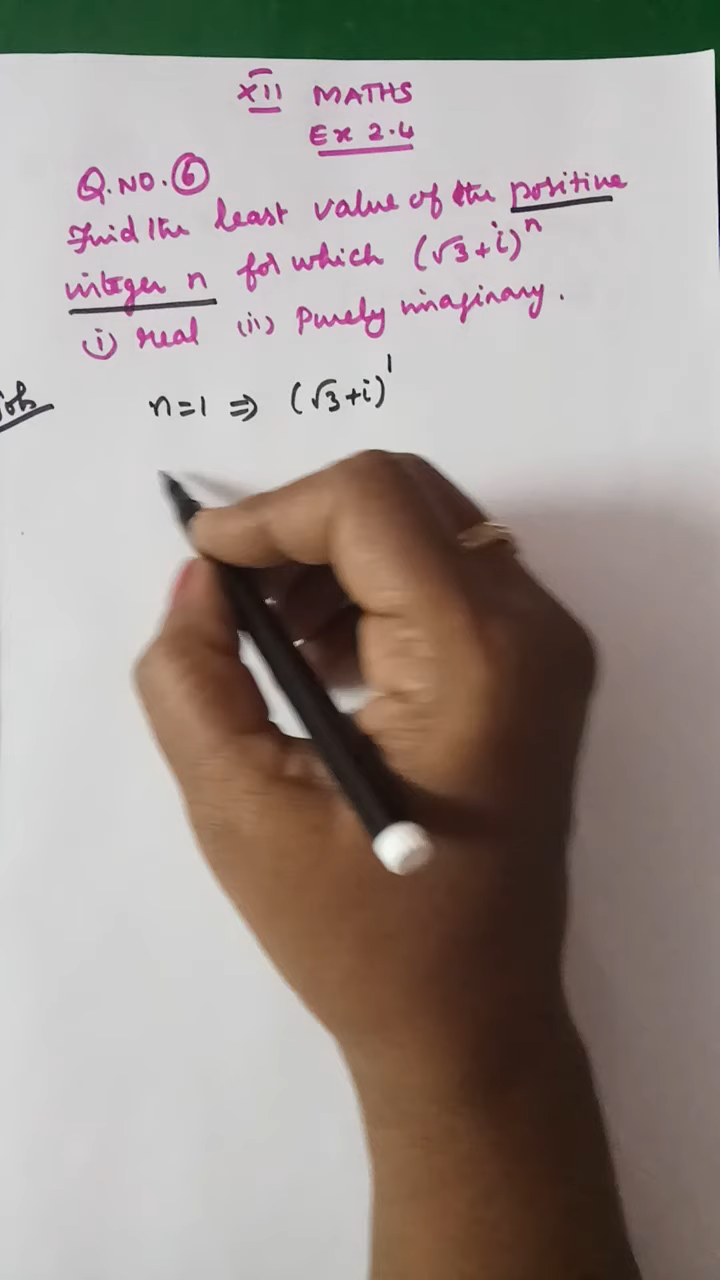 XII MATHS
Ex 2.4
Q.NO. 6
Find the least value of the positive
integer n for which (√3+i)ⁿ
(i) real (ii) Purely imaginary.
n=1 ⇒ (√3+i)¹